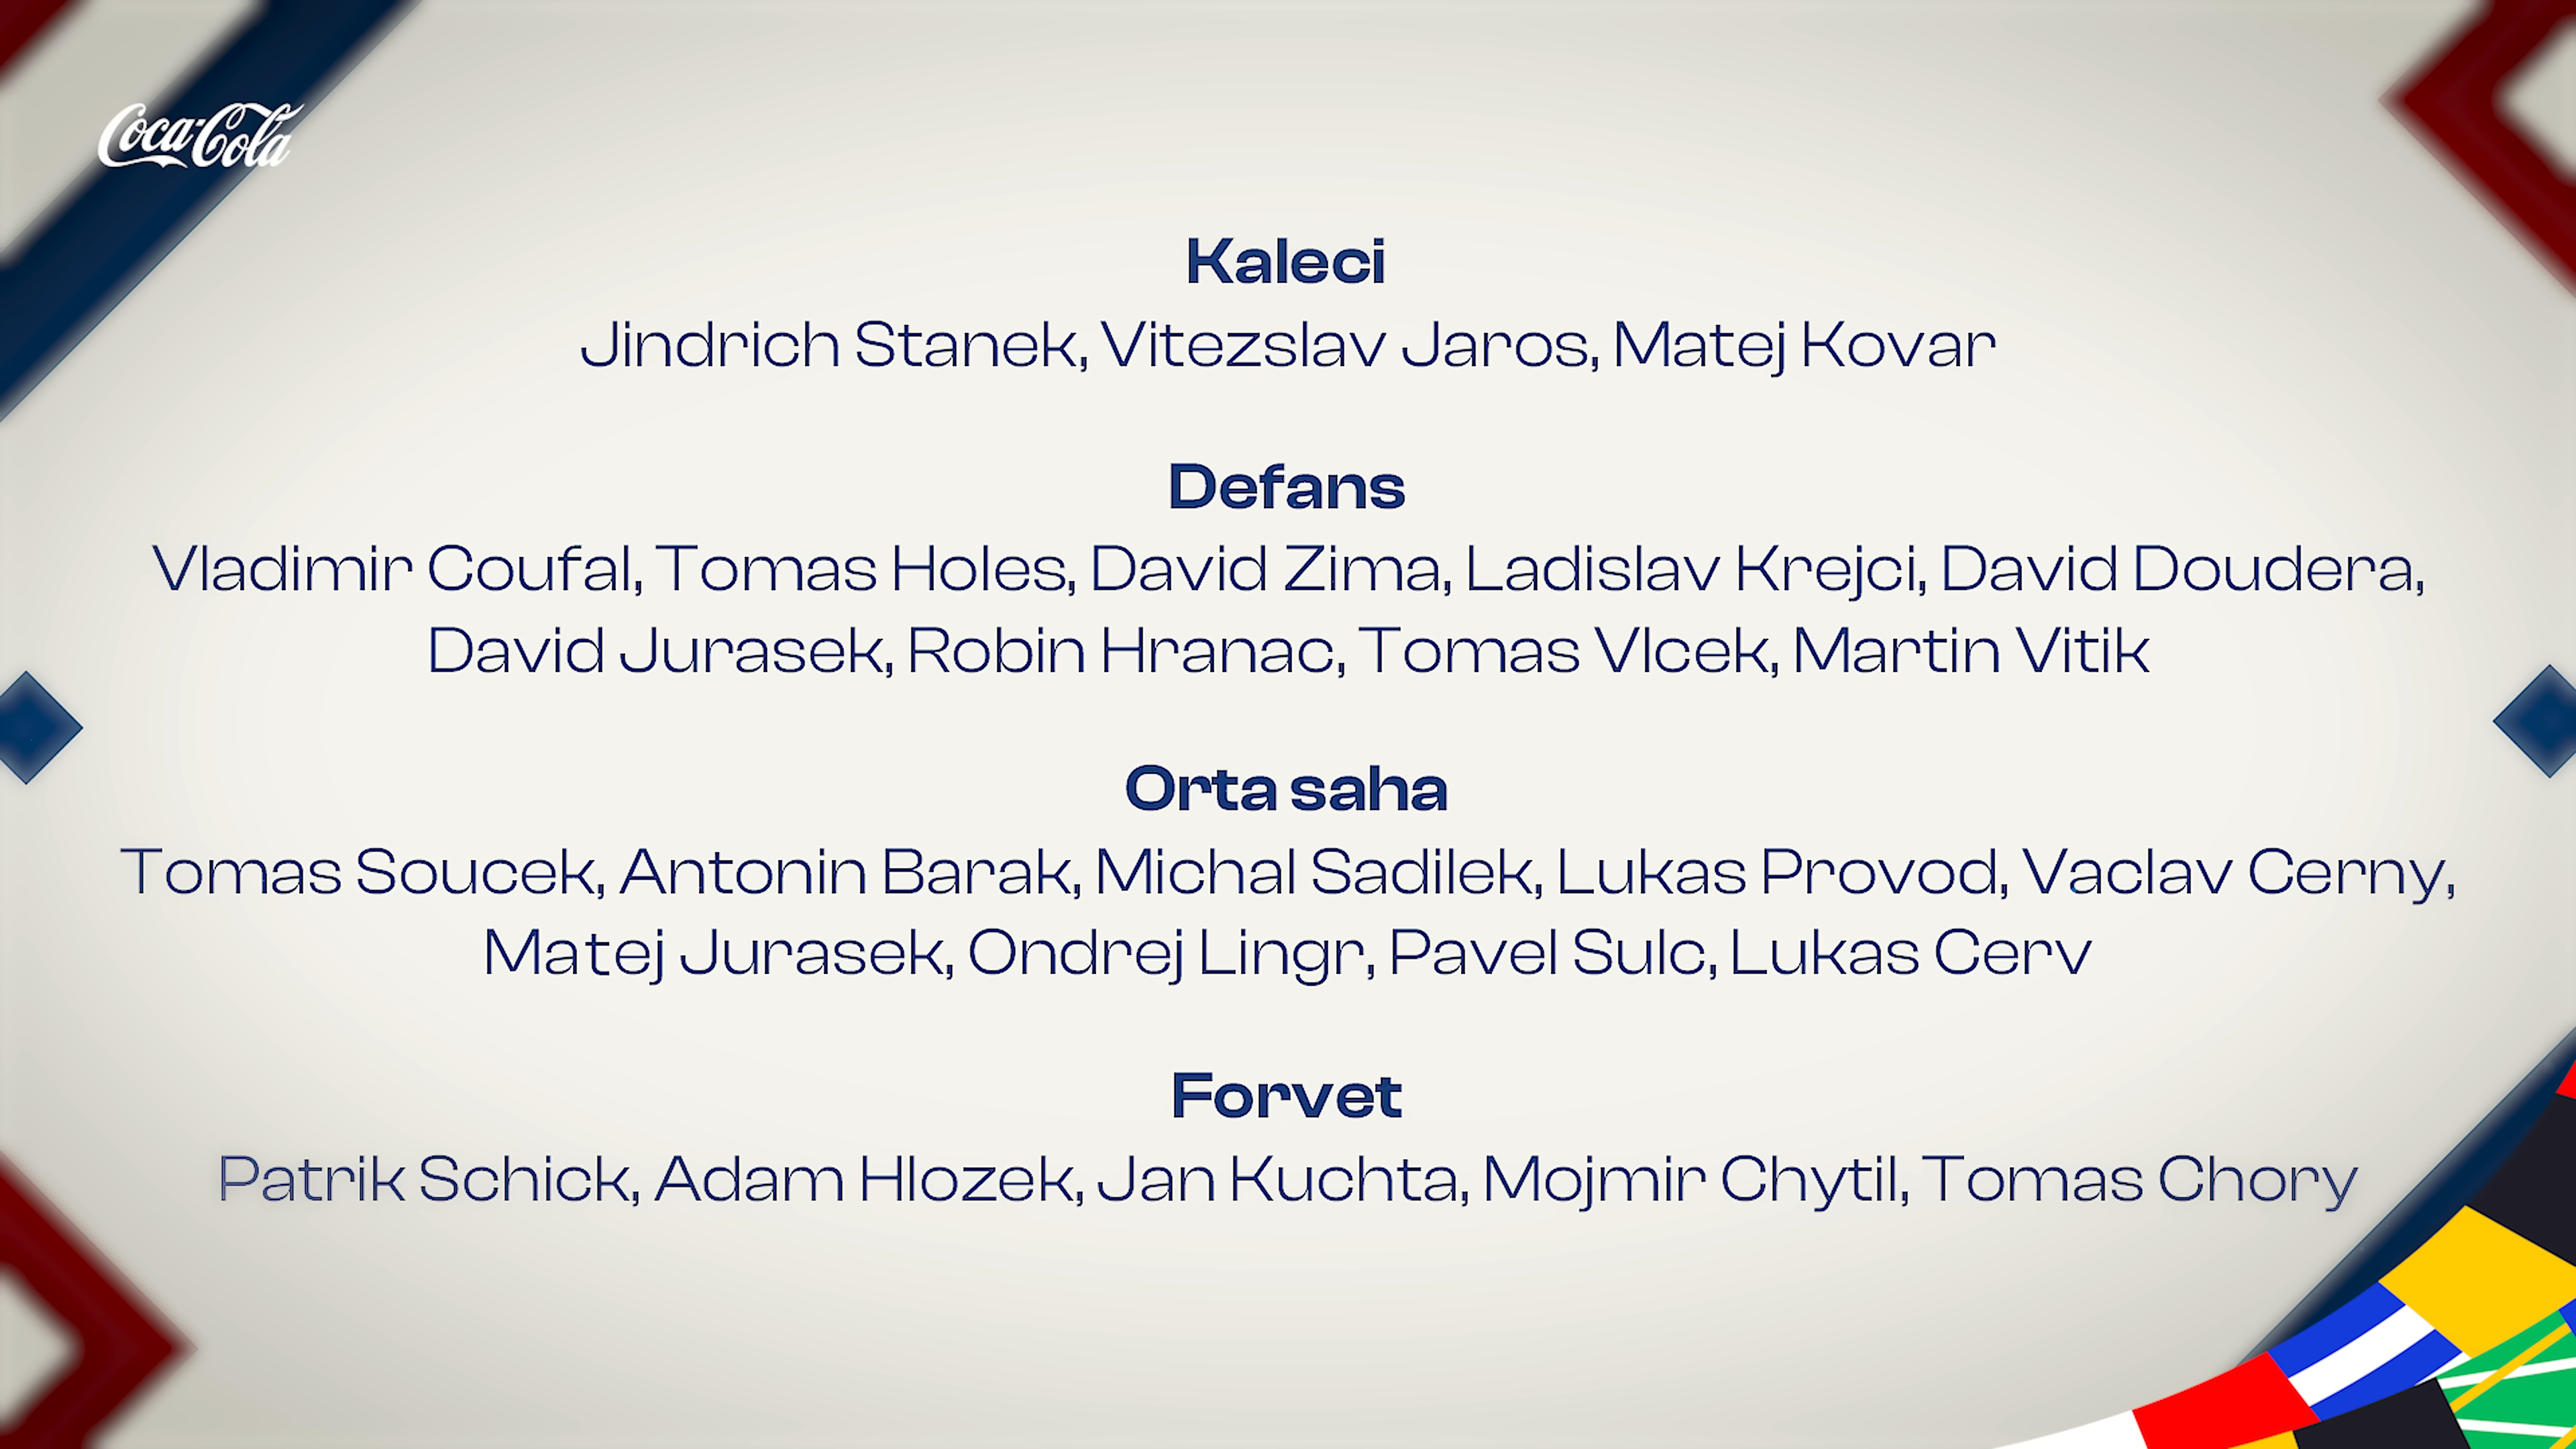 Coca-Cola
Kaleci
Jindrich Stanek, Vitezslav Jaros, Matej Kovar
Defans
Vladimir Coufal, Tomas Holes, David Zima, Ladislav Krejci, David Doudera,
David Jurasek, Robin Hranac, Tomas Vlcek, Martin Vitik
Orta saha
Tomas Soucek, Antonin Barak, Michal Sadilek, Lukas Provod, Vaclav Cerny,
Matej Jurasek, Ondrej Lingr, Pavel Sulc, Lukas Cerv
Forvet
Patrik Schick, Adam Hlozek, Jan Kuchta, Mojmir Chytil, Tomas Chory